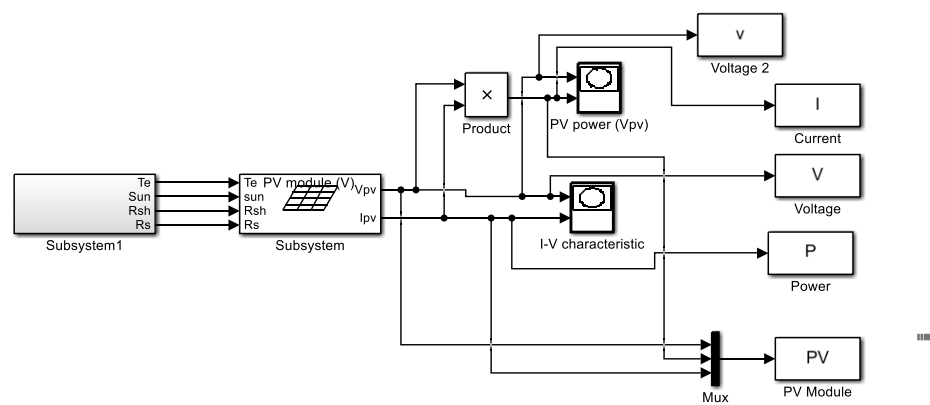 v
Voltage 2
×
Product
PV power (Vpv)
I
Current
Te
Sun
Rsh
Rs
Subsystem1
Te
sun
Rsh
Rs
PV module (V)
Vpv
Ipv
Subsystem
I-V characteristic
V
Voltage
P
Power
Mux
PV
PV Module